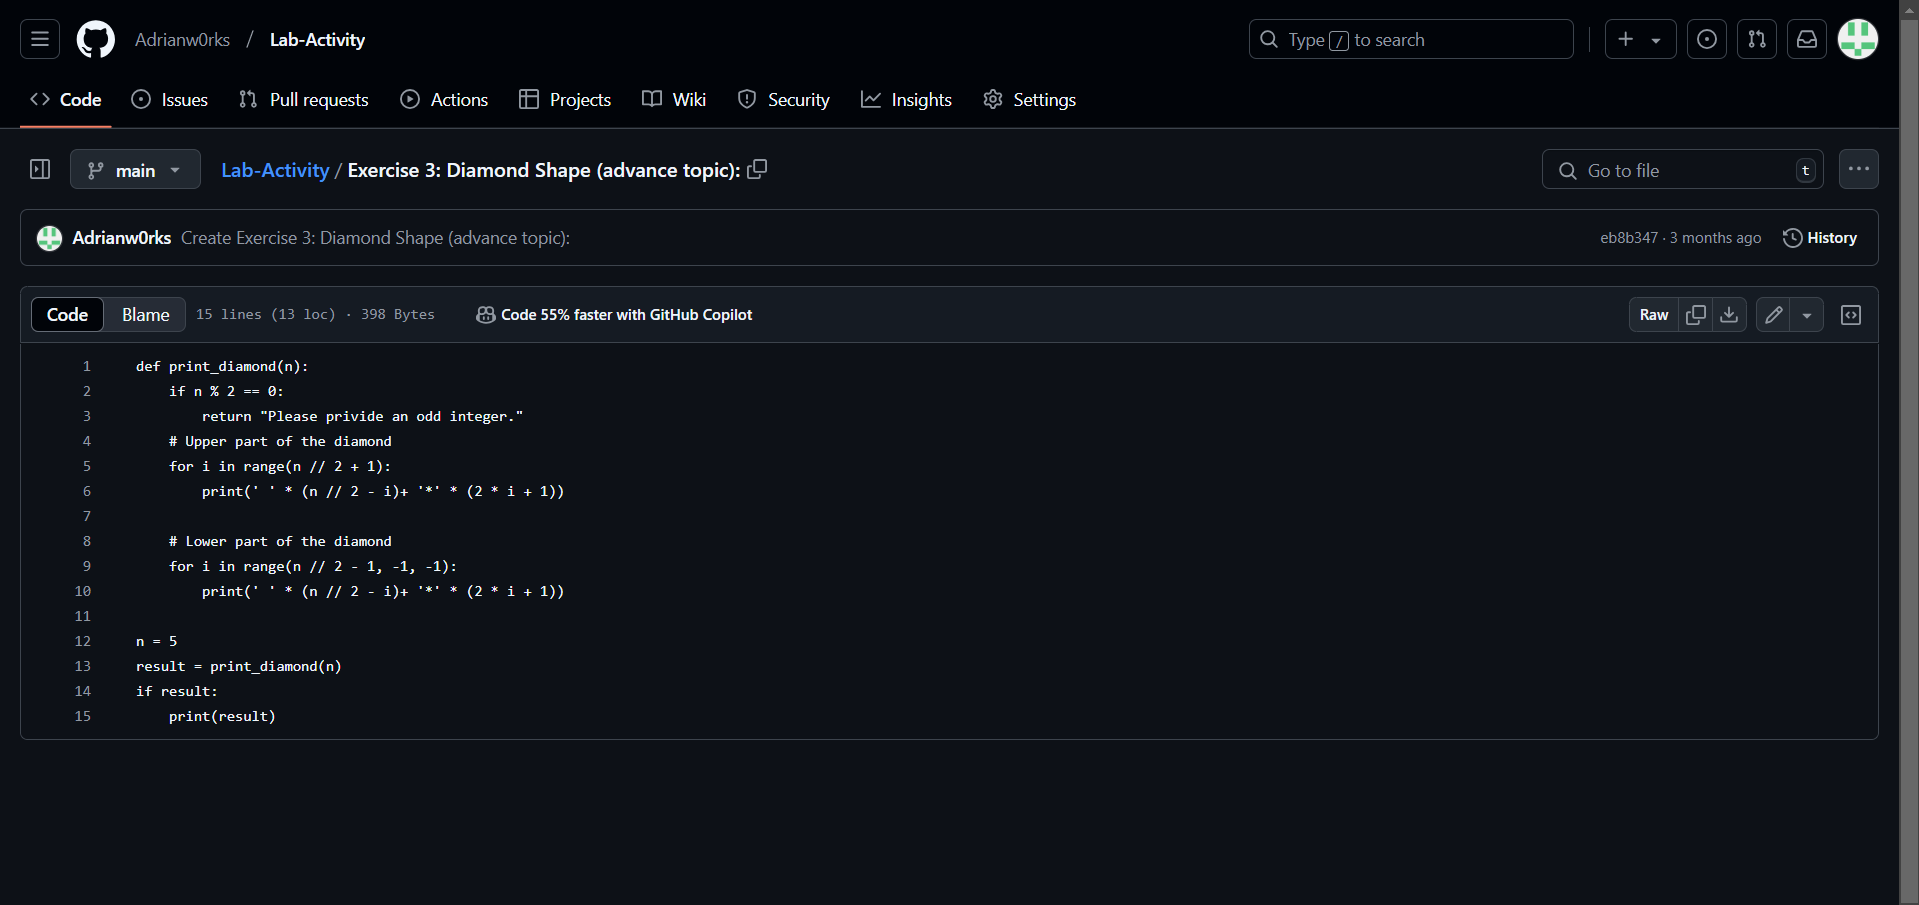 Adrianw0rks / Lab-Activity
Type / to search
Code Issues Pull requests Actions Projects Wiki Security Insights Settings
main Lab-Activity / Exercise 3: Diamond Shape (advance topic): Go to file t
Adrianw0rks Create Exercise 3: Diamond Shape (advance topic): eb8b347 · 3 months ago History
Code Blame 15 lines (13 loc) · 398 Bytes Code 55% faster with GitHub Copilot Raw
1 def print_diamond(n):
2     if n % 2 == 0:
3         return "Please privide an odd integer."
4     # Upper part of the diamond
5     for i in range(n // 2 + 1):
6         print(' ' * (n // 2 - i)+ '*' * (2 * i + 1))
7
8     # Lower part of the diamond
9     for i in range(n // 2 - 1, -1, -1):
10         print(' ' * (n // 2 - i)+ '*' * (2 * i + 1))
11
12 n = 5
13 result = print_diamond(n)
14 if result:
15     print(result)